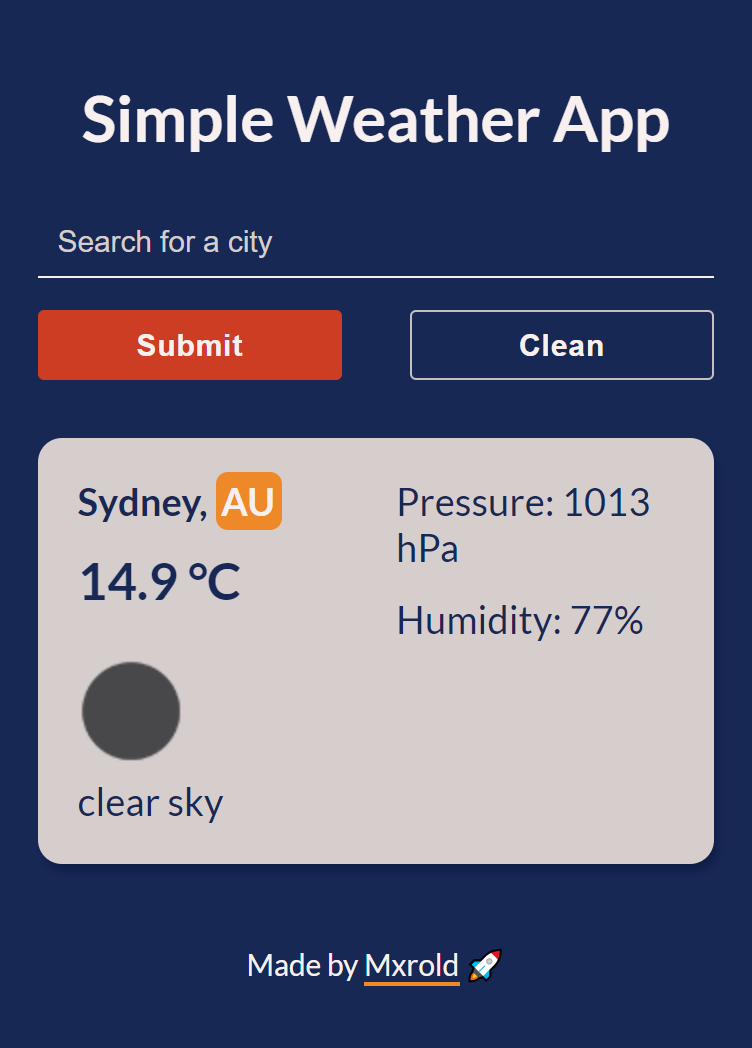 Simple Weather App
Search for a city
Submit
Clean
Sydney, AU
14.9 °C
clear sky
Pressure: 1013
hPa
Humidity: 77%
Made by Mxrold 🚀